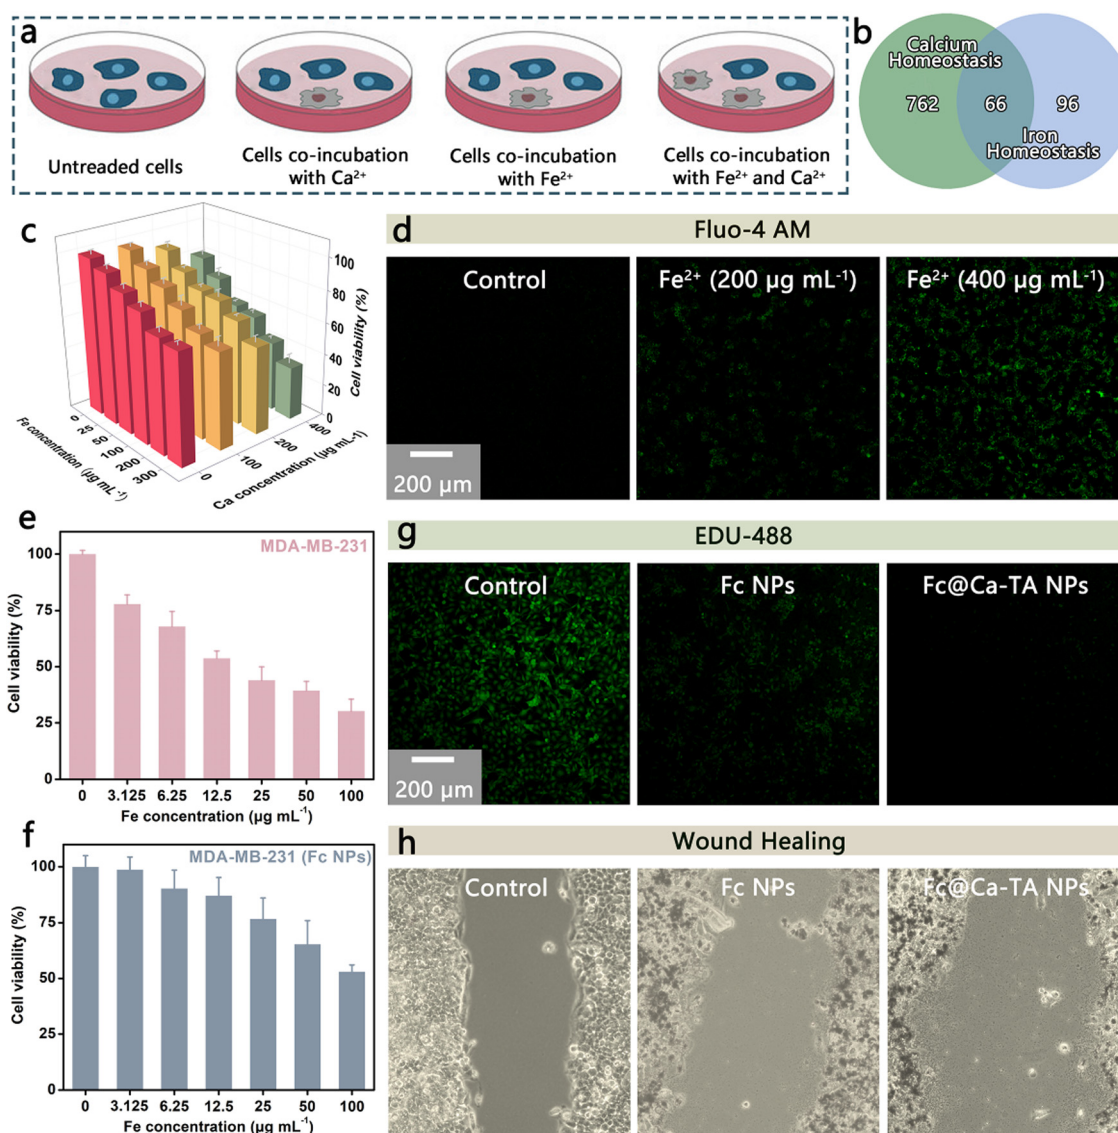 a
Untreaded cells
Cells co-incubation
with Ca²⁺
Cells co-incubation
with Fe²⁺
Cells co-incubation
with Fe²⁺ and Ca²⁺
b
Calcium
Homeostasis
762
66
96
Iron
Homeostasis
c
100
80
60
40
20
0
Cell viability (%)
0
25
50
100
200
300
Fe concentration (μg mL⁻¹)
0
100
200
400
Ca concentration (μg mL⁻¹)
d
Fluo-4 AM
Control
Fe²⁺ (200 μg mL⁻¹)
Fe²⁺ (400 μg mL⁻¹)
200 μm
e
MDA-MB-231
100
75
50
25
0
Cell viability (%)
0 3.125 6.25 12.5 25 50 100
Fe concentration (μg mL⁻¹)
f
MDA-MB-231 (Fc NPs)
100
75
50
25
0
Cell viability (%)
0 3.125 6.25 12.5 25 50 100
Fe concentration (μg mL⁻¹)
g
EDU-488
Control
Fc NPs
Fc@Ca-TA NPs
200 μm
h
Wound Healing
Control
Fc NPs
Fc@Ca-TA NPs